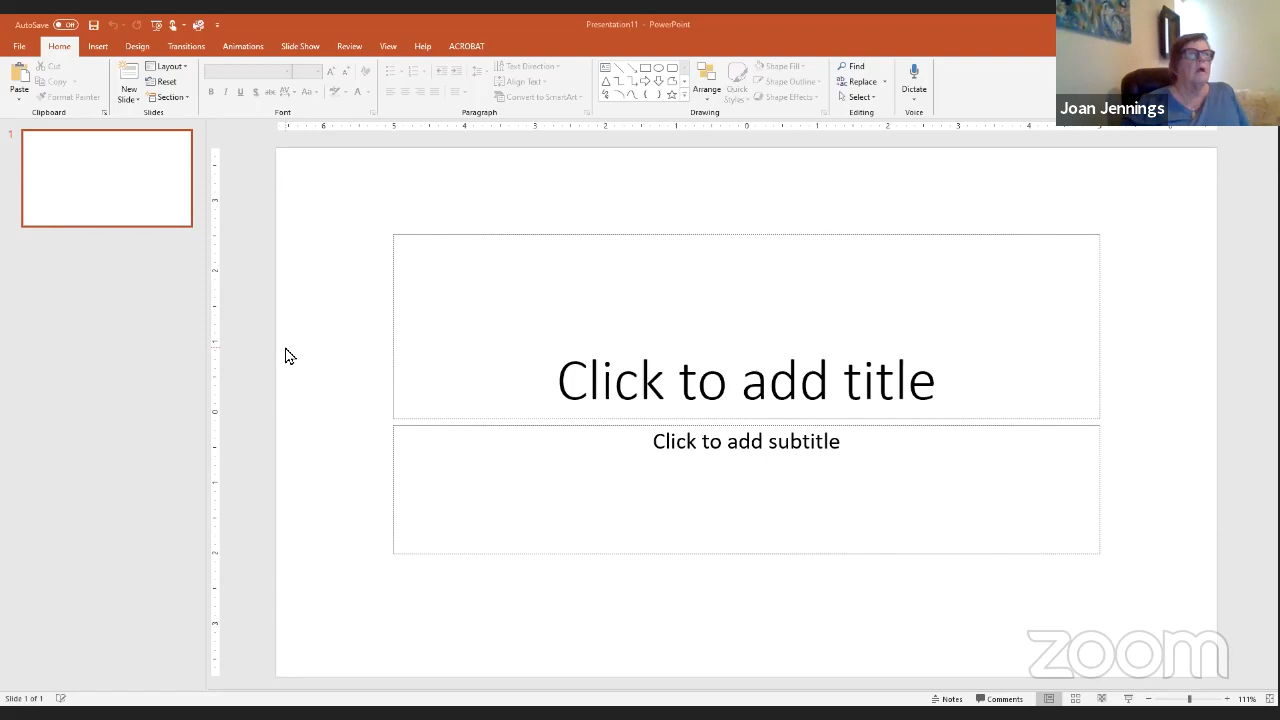 AutoSave Off
Presentation11 - PowerPoint
File Home Insert Design Transitions Animations Slide Show Review View Help ACROBAT
Paste
Cut
Copy
Format Painter
Clipboard
New
Slide
Layout
Reset
Section
Slides
Font
Text Direction
Align Text
Convert to SmartArt
Paragraph
Arrange
Quick
Styles
Shape Fill
Shape Outline
Shape Effects
Drawing
Find
Replace
Select
Editing
Dictate
Voice
Joan Jennings
1
Click to add title
Click to add subtitle
zoom
Slide 1 of 1
Notes
Comments
111%